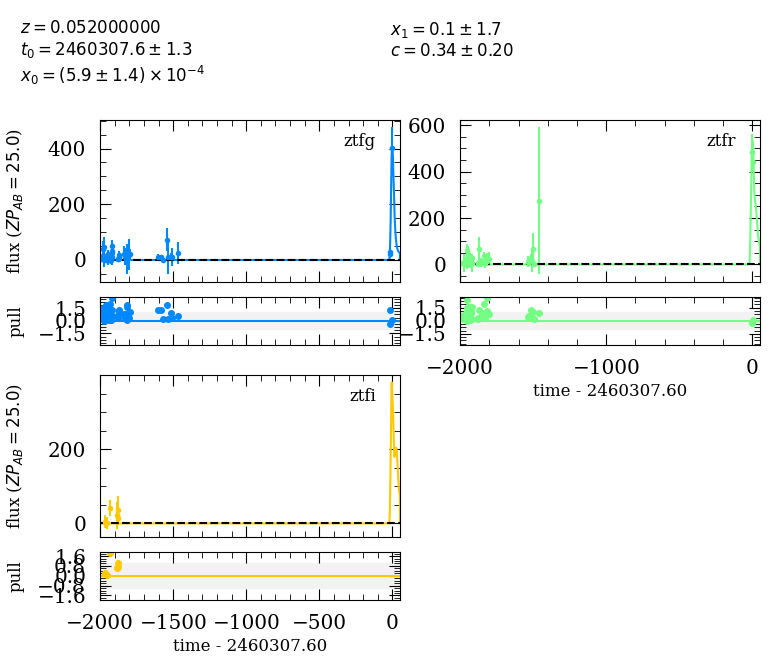 z = 0.052000000
t₀ = 2460307.6 ± 1.3
x₀ = (5.9 ± 1.4) × 10⁻⁴
x₁ = 0.1 ± 1.7
c = 0.34 ± 0.20
ztfg
400
200
0
flux (ZP_AB = 25.0)
1.5
0.0
−1.5
pull
ztfr
600
400
200
0
1.5
0.0
−1.5
−2000 −1000 0
time - 2460307.60
ztfi
200
0
flux (ZP_AB = 25.0)
1.6
0.8
0.0
−0.8
−1.6
pull
−2000 −1500 −1000 −500 0
time - 2460307.60